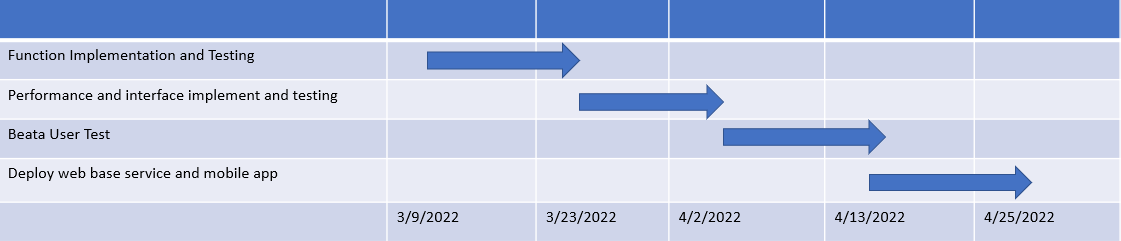 Function Implementation and Testing
Performance and interface implement and testing
Beata User Test
Deploy web base service and mobile app
3/9/2022 3/23/2022 4/2/2022 4/13/2022 4/25/2022